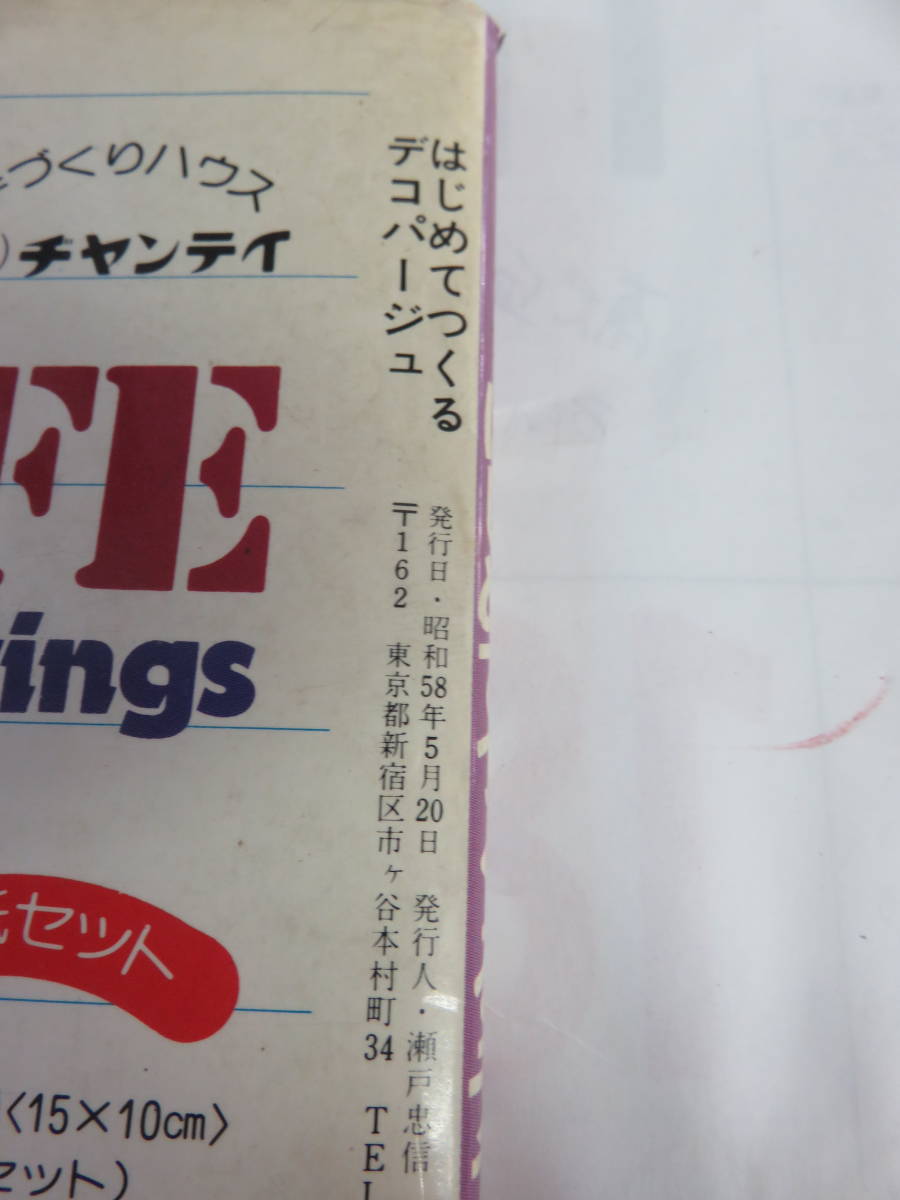 はじめてつくる
デコパージュ
発行日・昭和58年5月20日　発行人・瀬戸忠信
〒162　東京都新宿区市ヶ谷本村町34　TEL
づくりハウス
)チャンテイ
FE
ings
セット
〈15×10cm〉
セット)